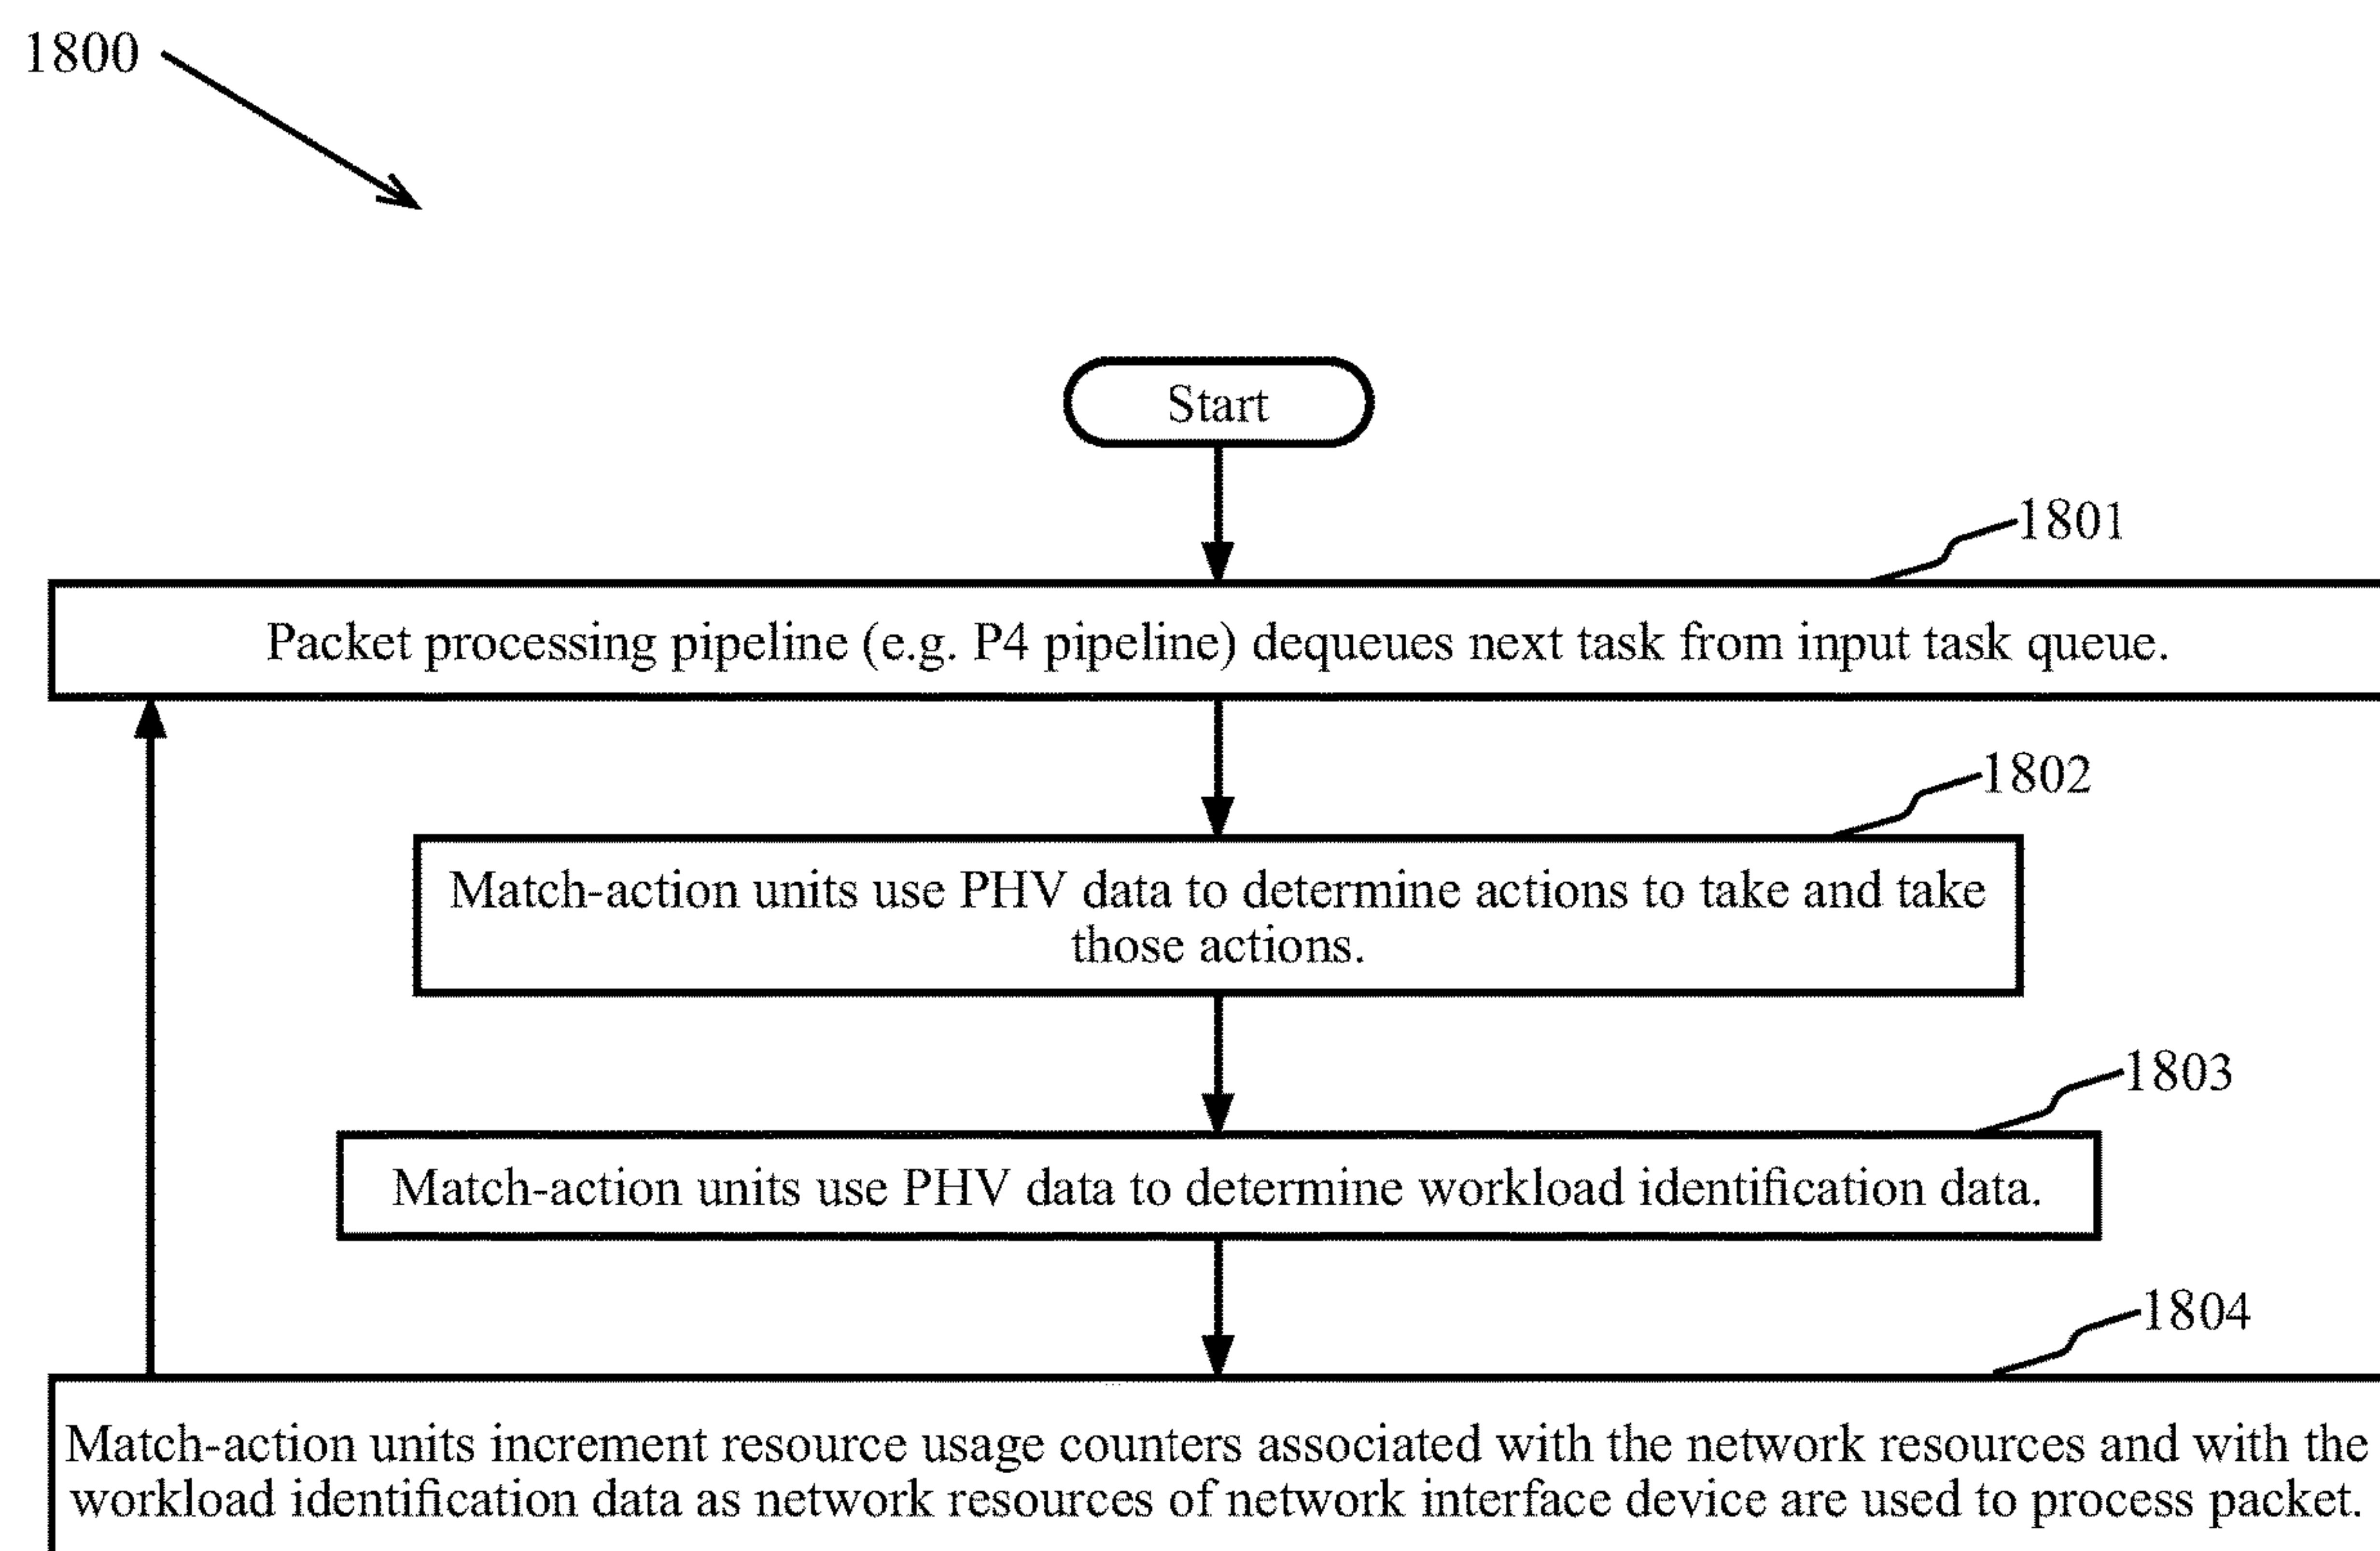 1800
Start
1801
Packet processing pipeline (e.g. P4 pipeline) dequeues next task from input task queue.
1802
Match-action units use PHV data to determine actions to take and take
those actions.
1803
Match-action units use PHV data to determine workload identification data.
1804
Match-action units increment resource usage counters associated with the network resources and with the
workload identification data as network resources of network interface device are used to process packet.